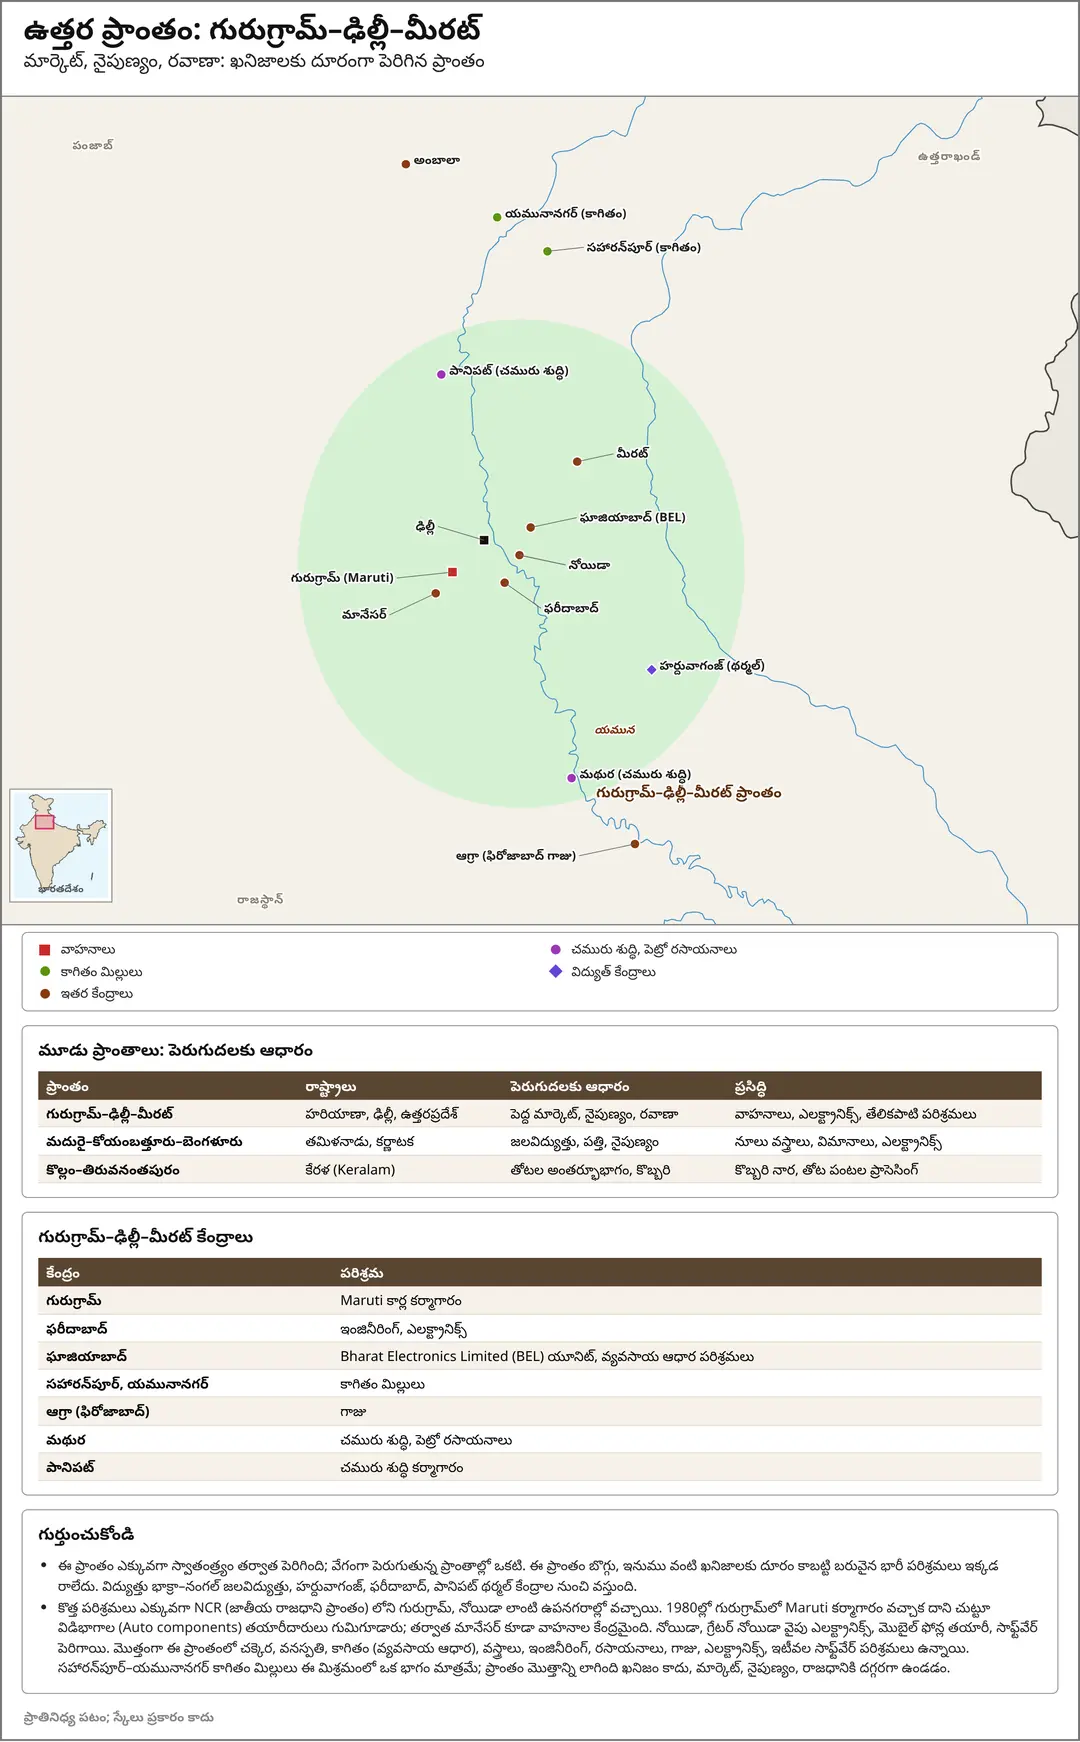 ఉత్తర ప్రాంతం: గురుగ్రామ్–ఢిల్లీ–మీరట్
మార్కెట్, నైపుణ్యం, రవాణా: ఖనిజాలకు దూరంగా పెరిగిన ప్రాంతం
పంజాబ్
ఉత్తరాఖండ్
అంబాలా
యమునానగర్ (కాగితం)
సహారన్‌పూర్ (కాగితం)
పానిపట్ (చమురు శుద్ధి)
మీరట్
ఘాజియాబాద్ (BEL)
ఢిల్లీ
నోయిడా
గురుగ్రామ్ (Maruti)
మానేసర్
ఫరీదాబాద్
హర్దువాగంజ్ (థర్మల్)
యమున
మథుర (చమురు శుద్ధి)
గురుగ్రామ్–ఢిల్లీ–మీరట్ ప్రాంతం
ఆగ్రా (ఫిరోజాబాద్ గాజు)
భారతదేశం
రాజస్థాన్
వాహనాలు
చమురు శుద్ధి, పెట్రో రసాయనాలు
కాగితం మిల్లులు
విద్యుత్ కేంద్రాలు
ఇతర కేంద్రాలు
మూడు ప్రాంతాలు: పెరుగుదలకు ఆధారం
ప్రాంతం రాష్ట్రాలు పెరుగుదలకు ఆధారం ప్రసిద్ధి
గురుగ్రామ్–ఢిల్లీ–మీరట్ హరియాణా, ఢిల్లీ, ఉత్తరప్రదేశ్ పెద్ద మార్కెట్, నైపుణ్యం, రవాణా వాహనాలు, ఎలక్ట్రానిక్స్, తేలికపాటి పరిశ్రమలు
మదురై–కోయంబత్తూరు–బెంగళూరు తమిళనాడు, కర్ణాటక జలవిద్యుత్తు, పత్తి, నైపుణ్యం నూలు వస్త్రాలు, విమానాలు, ఎలక్ట్రానిక్స్
కొల్లం–తిరువనంతపురం కేరళ (Keralam) తోటల అంతర్భూభాగం, కొబ్బరి కొబ్బరి నార, తోట పంటల ప్రాసెసింగ్
గురుగ్రామ్–ఢిల్లీ–మీరట్ కేంద్రాలు
కేంద్రం పరిశ్రమ
గురుగ్రామ్ Maruti కార్ల కర్మాగారం
ఫరీదాబాద్ ఇంజినీరింగ్, ఎలక్ట్రానిక్స్
ఘాజియాబాద్ Bharat Electronics Limited (BEL) యూనిట్, వ్యవసాయ ఆధార పరిశ్రమలు
సహారన్‌పూర్, యమునానగర్ కాగితం మిల్లులు
ఆగ్రా (ఫిరోజాబాద్) గాజు
మథుర చమురు శుద్ధి, పెట్రో రసాయనాలు
పానిపట్ చమురు శుద్ధి కర్మాగారం
గుర్తుంచుకోండి
• ఈ ప్రాంతం ఎక్కువగా స్వాతంత్ర్యం తర్వాత పెరిగింది; వేగంగా పెరుగుతున్న ప్రాంతాల్లో ఒకటి. ఈ ప్రాంతం బొగ్గు, ఇనుము వంటి ఖనిజాలకు దూరం కాబట్టి బరువైన భారీ పరిశ్రమలు ఇక్కడ
రాలేదు. విద్యుత్తు భాక్రా–నంగల్ జలవిద్యుత్తు, హర్దువాగంజ్, ఫరీదాబాద్, పానిపట్ థర్మల్ కేంద్రాల నుంచి వస్తుంది.
• కొత్త పరిశ్రమలు ఎక్కువగా NCR (జాతీయ రాజధాని ప్రాంతం) లోని గురుగ్రామ్, నోయిడా లాంటి ఉపనగరాల్లో వచ్చాయి. 1980ల్లో గురుగ్రామ్‌లో Maruti కర్మాగారం వచ్చాక దాని చుట్టూ
విడిభాగాల (Auto components) తయారీదారులు గుమిగూడారు; తర్వాత మానేసర్ కూడా వాహనాల కేంద్రమైంది. నోయిడా, గ్రేటర్ నోయిడా వైపు ఎలక్ట్రానిక్స్, మొబైల్ ఫోన్ల తయారీ, సాఫ్ట్‌వేర్
పెరిగాయి. మొత్తంగా ఈ ప్రాంతంలో చక్కెర, వనస్పతి, కాగితం (వ్యవసాయ ఆధార), వస్త్రాలు, ఇంజినీరింగ్, రసాయనాలు, గాజు, ఎలక్ట్రానిక్స్, ఇటీవల సాఫ్ట్‌వేర్ పరిశ్రమలు ఉన్నాయి.
సహారన్‌పూర్–యమునానగర్ కాగితం మిల్లులు ఈ మిశ్రమంలో ఒక భాగం మాత్రమే; ప్రాంతం మొత్తాన్ని లాగింది ఖనిజం కాదు, మార్కెట్, నైపుణ్యం, రాజధానికి దగ్గరగా ఉండడం.
ప్రాతినిధ్య పటం; స్కేలు ప్రకారం కాదు